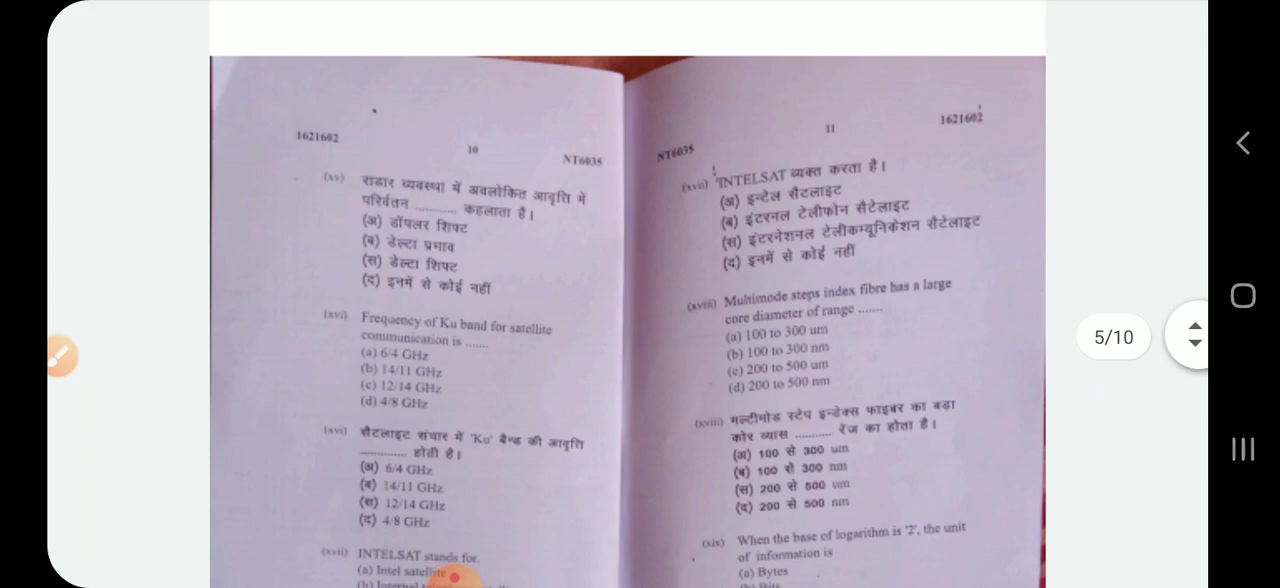 1621602
10
NT6035
(xv) राडार व्यवस्था में अवलोकित आवृत्ति में
परिर्वतन ............ कहलाता है।
(अ) डॉपलर शिफ्ट
(ब) डेल्टा प्रभाव
(स) डेल्टा शिफ्ट
(द) इनमें से कोई नहीं
(xvi) Frequency of Ku band for satellite
communication is .......
(a) 6/4 GHz
(b) 14/11 GHz
(c) 12/14 GHz
(d) 4/8 GHz
(xvi) सैटलाइट संचार में 'Ku' बैन्ड की आवृत्ति
............. होती है।
(अ) 6/4 GHz
(ब) 14/11 GHz
(स) 12/14 GHz
(द) 4/8 GHz
(xvii) INTELSAT stands for.
(a) Intel satellite
(b) Internal
NT6035
11
1621602
(xvii) INTELSAT व्यक्त करता है।
(अ) इन्टेल सैटलाइट
(ब) इंटरनल टेलीफोन सैटेलाइट
(स) इंटरनेशनल टेलीकम्यूनिकेशन सैटेलाइट
(द) इनमें से कोई नहीं
(xviii) Multimode steps index fibre has a large
core diameter of range .......
(a) 100 to 300 um
(b) 100 to 300 nm
(c) 200 to 500 um
(d) 200 to 500 nm
(xviii) मल्टीमोड स्टेप इन्डेक्स फाइबर का बड़ा
कोर व्यास ........... रेंज का होता है।
(अ) 100 से 300 um
(ब) 100 से 300 nm
(स) 200 से 500 um
(द) 200 से 500 nm
(xix) When the base of logarithm is '2', the unit
of information is
(a) Bytes
(b) Bits
5/10